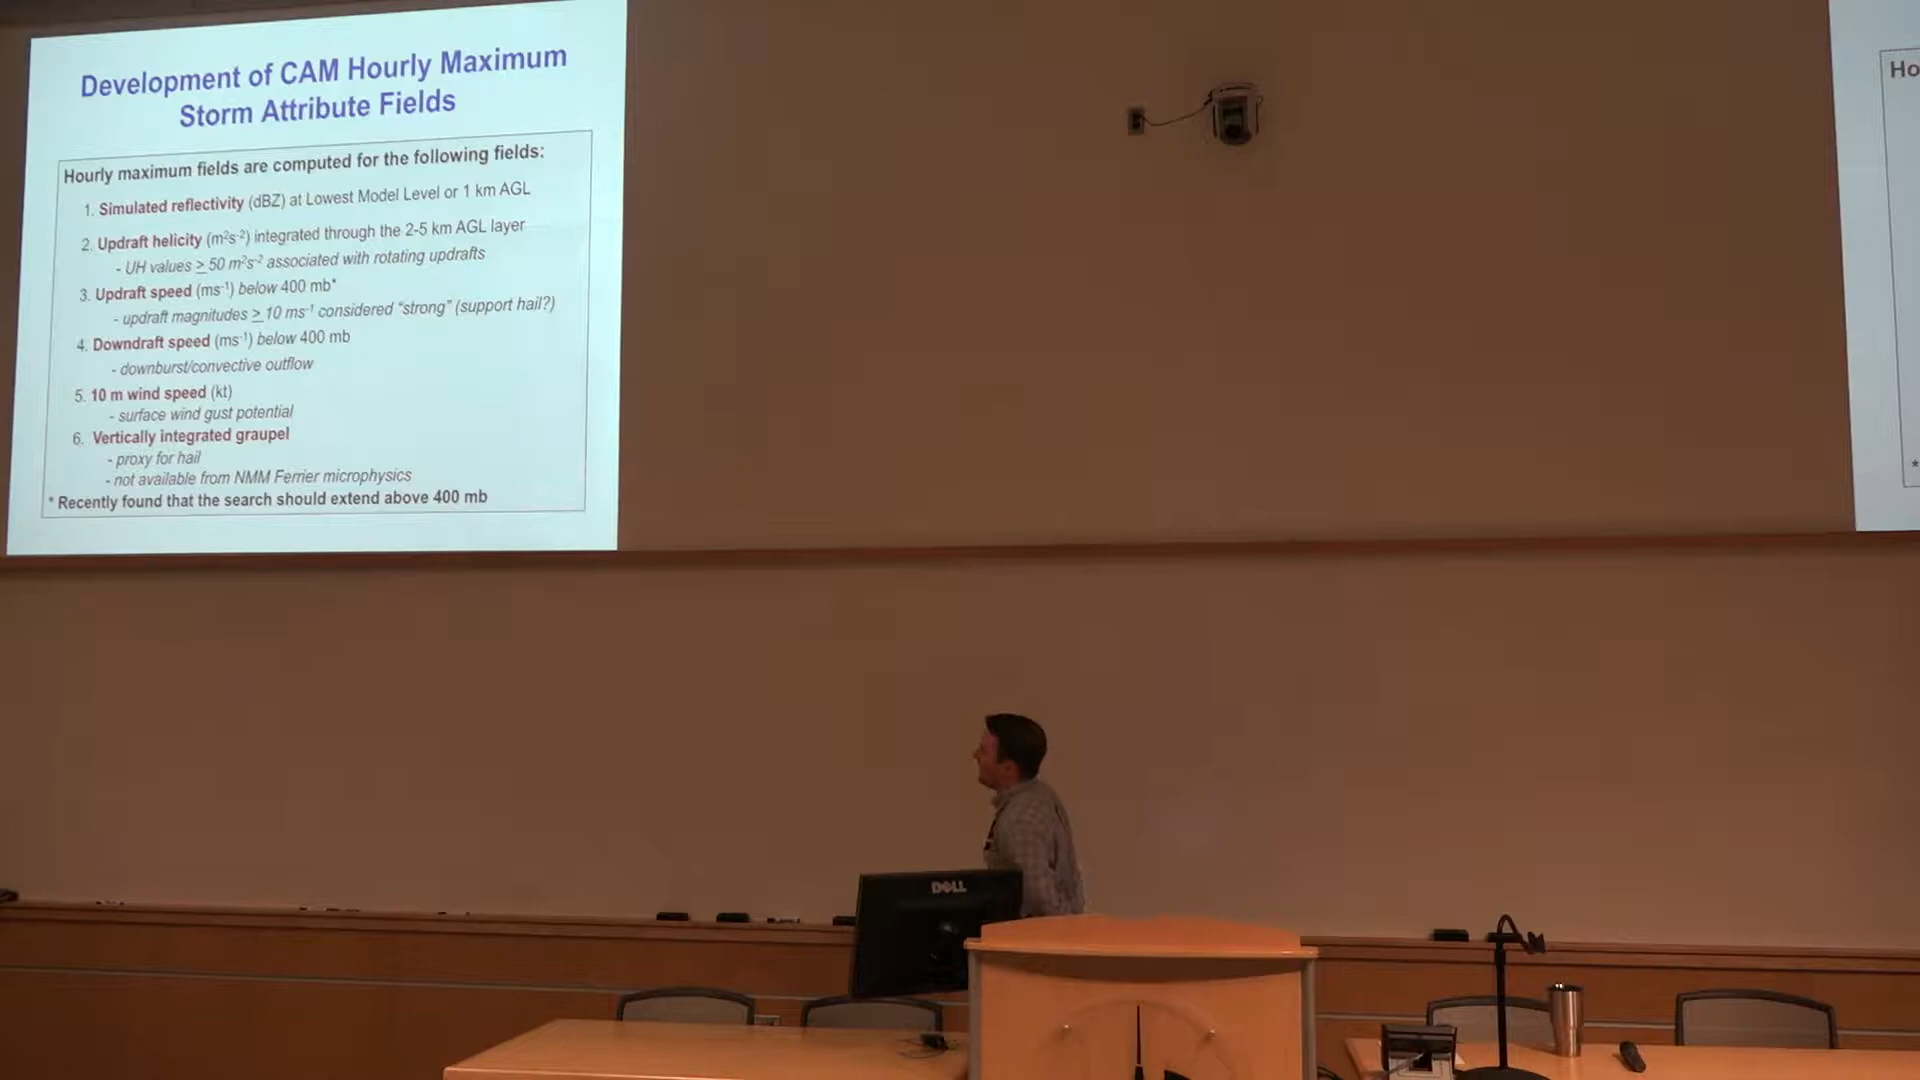 Development of CAM Hourly Maximum
Storm Attribute Fields
Hourly maximum fields are computed for the following fields:
1. Simulated reflectivity (dBZ) at Lowest Model Level or 1 km AGL
2. Updraft helicity (m²s⁻²) integrated through the 2-5 km AGL layer
- UH values ≥ 50 m²s⁻² associated with rotating updrafts
3. Updraft speed (ms⁻¹) below 400 mb*
- updraft magnitudes ≥ 10 ms⁻¹ considered “strong” (support hail?)
4. Downdraft speed (ms⁻¹) below 400 mb
- downburst/convective outflow
5. 10 m wind speed (kt)
- surface wind gust potential
6. Vertically integrated graupel
- proxy for hail
- not available from NMM Ferrier microphysics
* Recently found that the search should extend above 400 mb
Ho
*
DELL